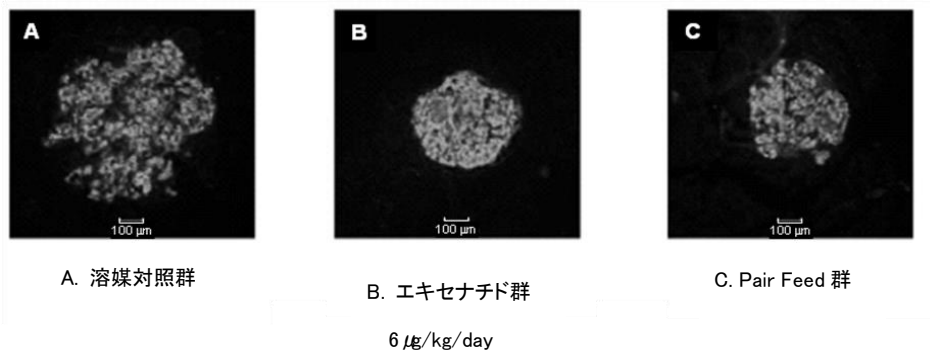 A
B
C
100 μm
100 μm
100 μm
A. 溶媒対照群
B. エキセナチド群
C. Pair Feed 群
6 μg/kg/day